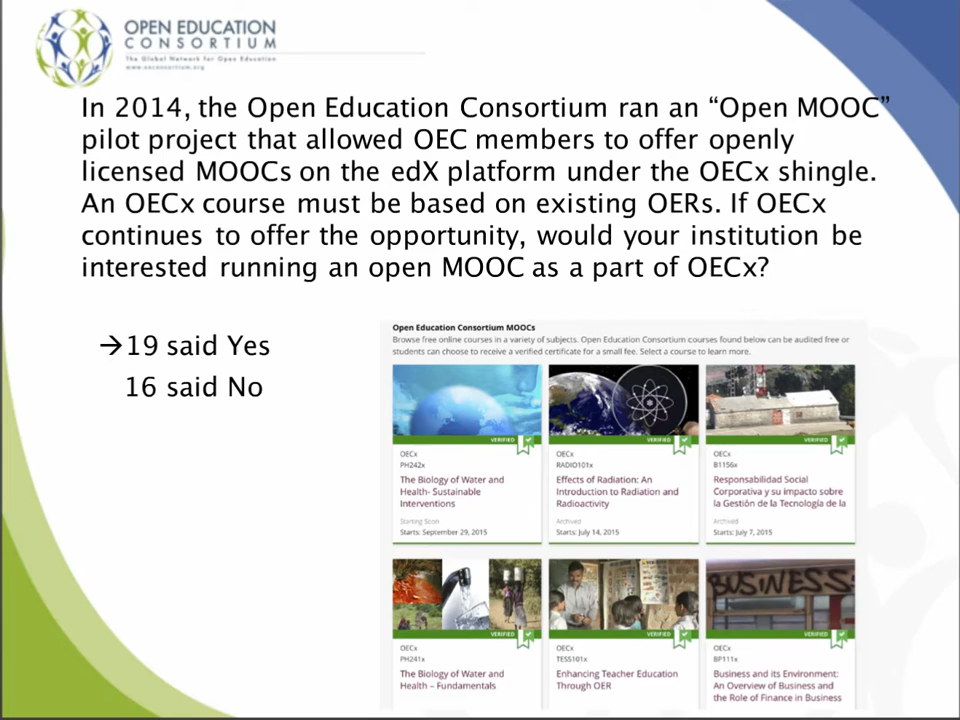 OPEN EDUCATION
CONSORTIUM
The Global Network for Open Education
www.oeconsortium.org
In 2014, the Open Education Consortium ran an “Open MOOC”
pilot project that allowed OEC members to offer openly
licensed MOOCs on the edX platform under the OECx shingle.
An OECx course must be based on existing OERs. If OECx
continues to offer the opportunity, would your institution be
interested running an open MOOC as a part of OECx?
→19 said Yes
16 said No
Open Education Consortium MOOCs
Browse free online courses in a variety of subjects. Open Education Consortium courses found below can be audited free or
students can choose to receive a verified certificate for a small fee. Select a course to learn more.
VERIFIED
OECx
PH242x
The Biology of Water and
Health- Sustainable
Interventions
Starting Soon
Starts: September 29, 2015
VERIFIED
OECx
RADIO101x
Effects of Radiation: An
Introduction to Radiation and
Radioactivity
Archived
Starts: July 14, 2015
VERIFIED
OECx
B1156x
Responsabilidad Social
Corporativa y su impacto sobre
la Gestión de la Tecnología de la
Archived
Starts: July 7, 2015
VERIFIED
OECx
PH241x
The Biology of Water and
Health – Fundamentals
VERIFIED
OECx
TESS101x
Enhancing Teacher Education
Through OER
BUSINESS
VERIFIED
OECx
BP111x
Business and its Environment:
An Overview of Business and
the Role of Finance in Business